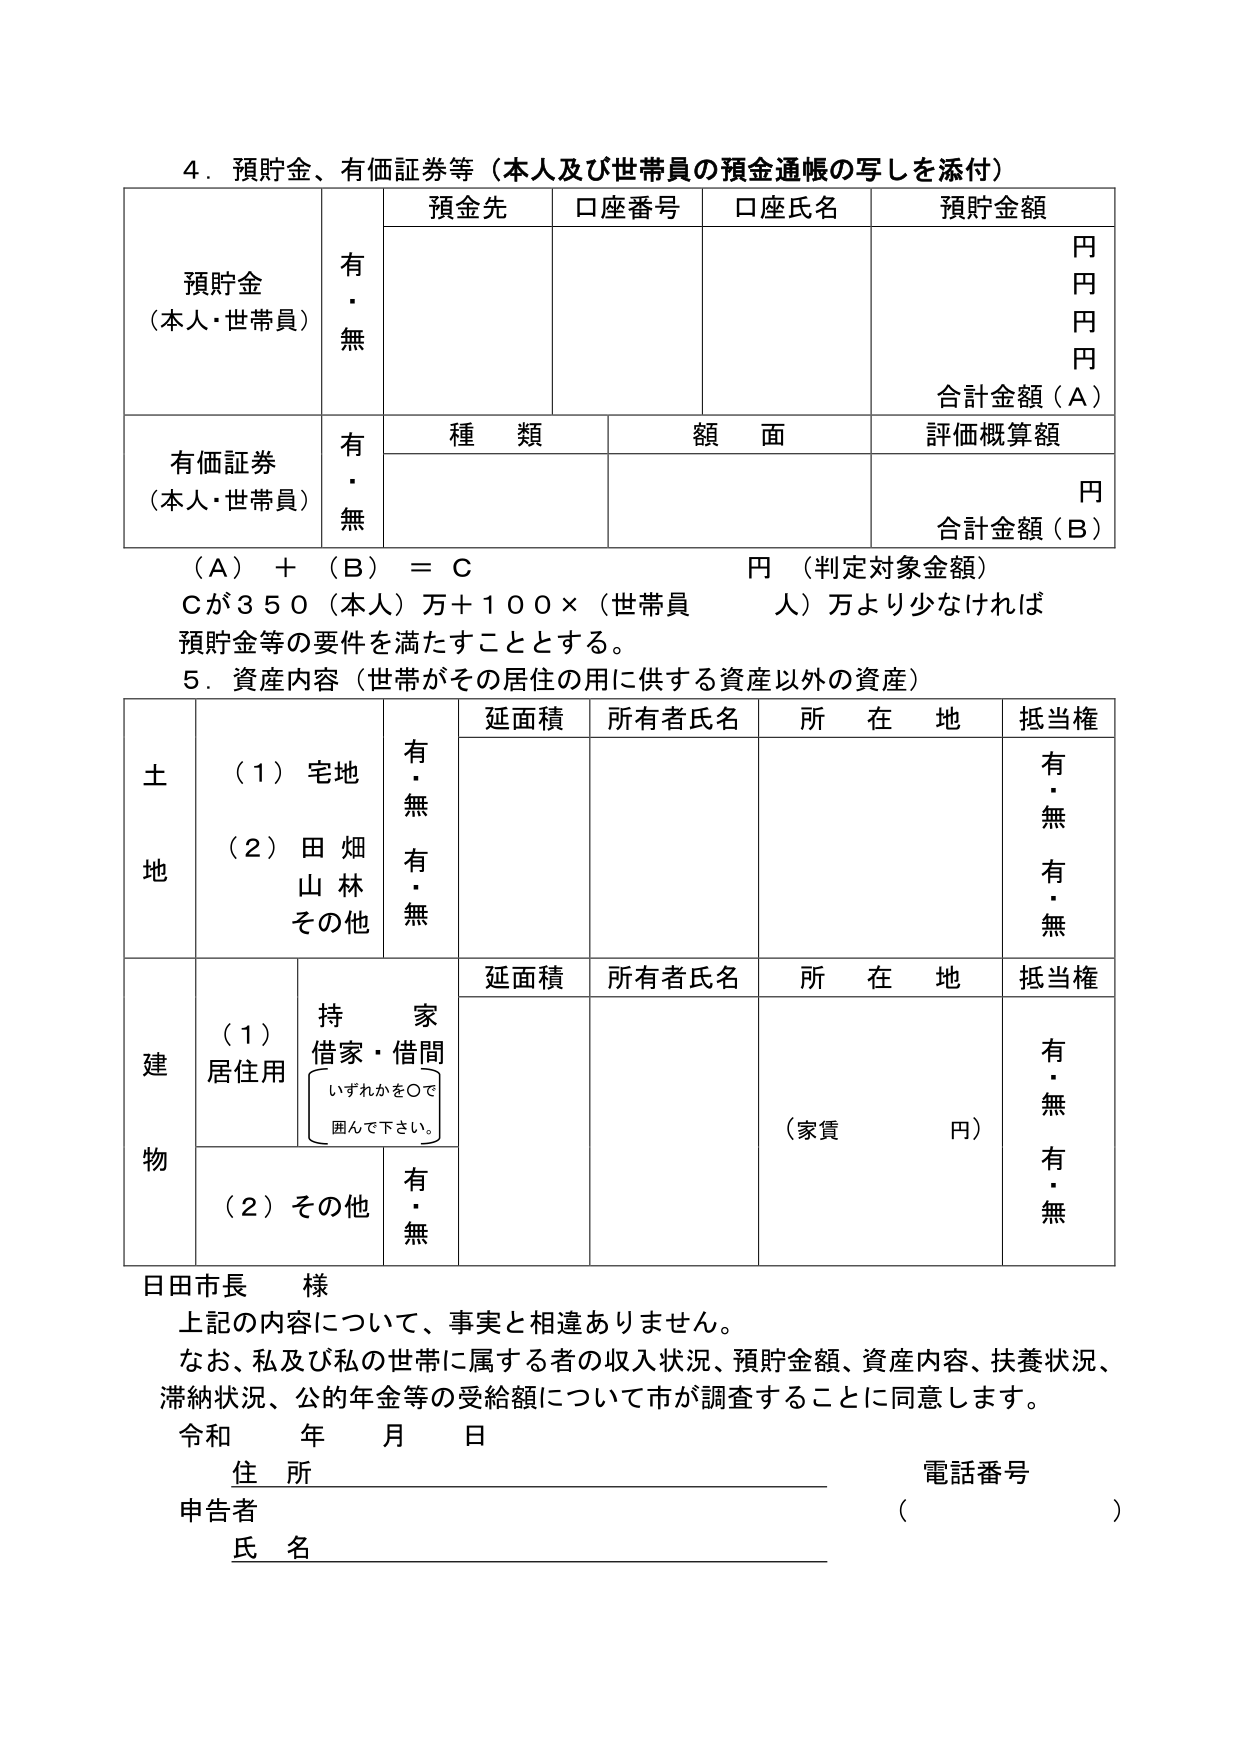 ４．預貯金、有価証券等（本人及び世帯員の預金通帳の写しを添付）
預貯金
（本人・世帯員）
有・無
預金先　口座番号　口座氏名　預貯金額
円
円
円
円
合計金額（Ａ）
有価証券
（本人・世帯員）
有・無
種　類　額　面　評価概算額
円
合計金額（Ｂ）
（Ａ）　＋　（Ｂ）　＝　Ｃ　　　　　　　　　　円　（判定対象金額）
Ｃが３５０（本人）万＋１００×（世帯員　　　人）万より少なければ
預貯金等の要件を満たすこととする。
５．資産内容（世帯がその居住の用に供する資産以外の資産）
土地
（１）　宅地
（２）　田　畑
山　林
その他
有・無
有・無
延面積　所有者氏名　所　在　地　抵当権
有・無
有・無
建物
（１）
居住用
持　　家
借家・借間
いずれかを〇で
囲んで下さい。
（２）その他
有・無
延面積　所有者氏名　所　在　地　抵当権
（家賃　　　　　円）
有・無
有・無
日田市長　　様
上記の内容について、事実と相違ありません。
なお、私及び私の世帯に属する者の収入状況、預貯金額、資産内容、扶養状況、
滞納状況、公的年金等の受給額について市が調査することに同意します。
令和　　年　　月　　日
住　所　　　　　　　　　　電話番号
申告者　　　　　　　　　　（　　　　　　　）
氏　名